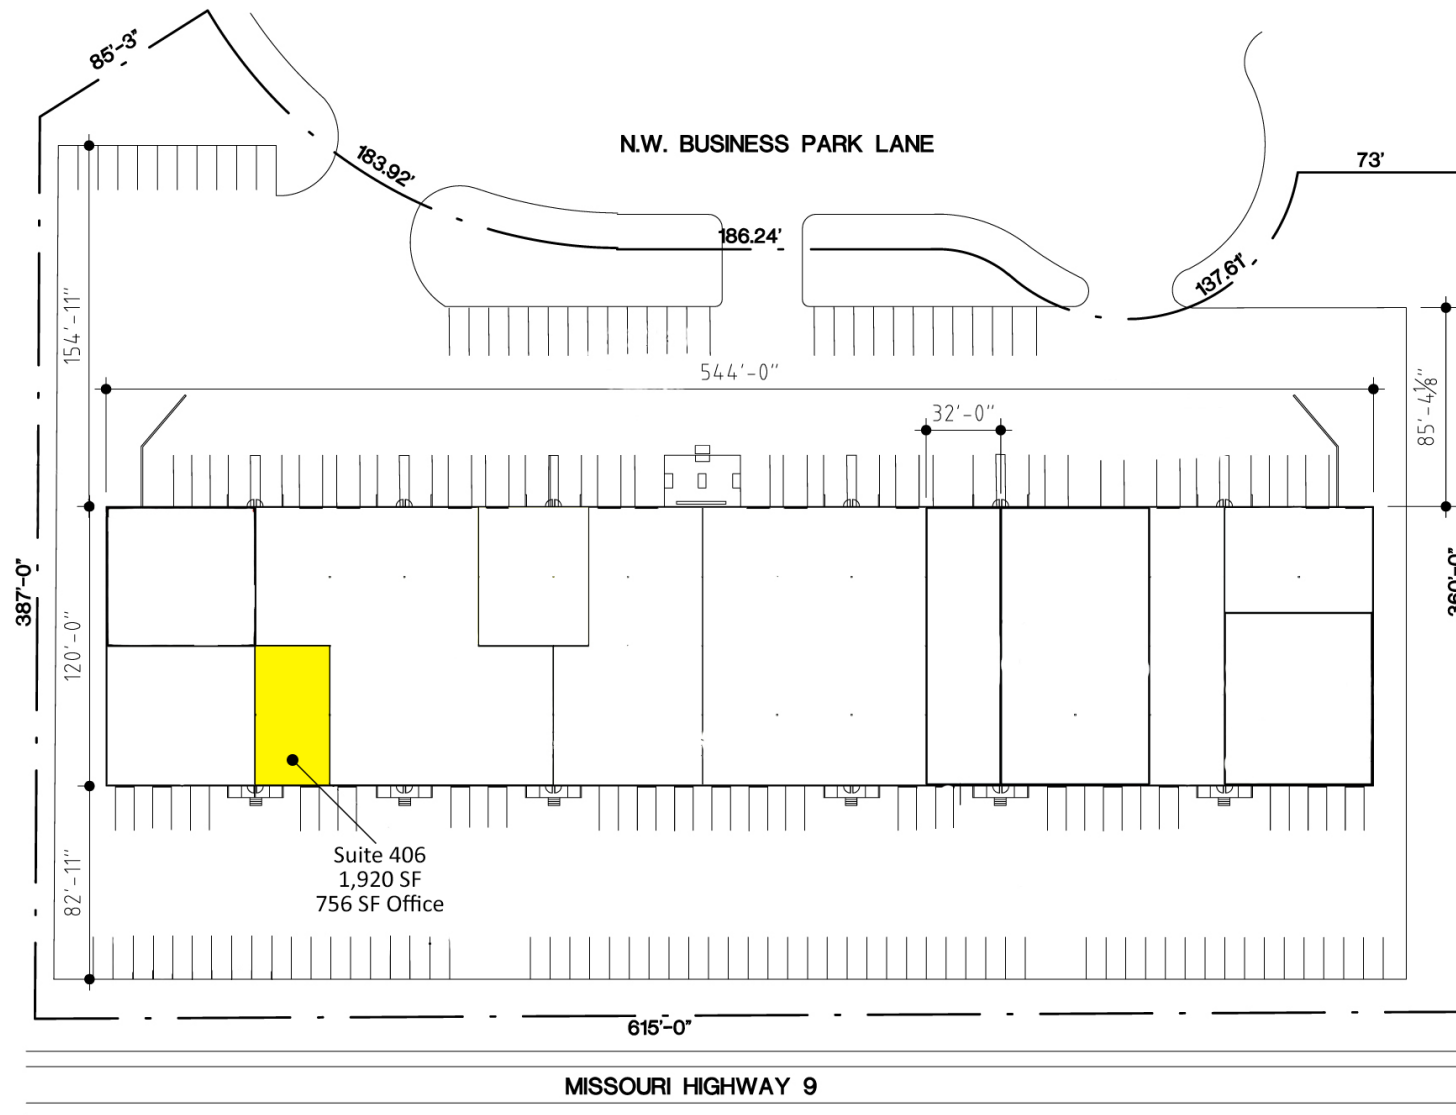 85'-3"
N.W. BUSINESS PARK LANE
183.92'
73'
186.24'
137.61'
154'-11"
544'-0"
85'-4⅛"
32'-0"
387'-0"
360'-0"
120'-0"
82'-11"
Suite 406
1,920 SF
756 SF Office
615'-0"
MISSOURI HIGHWAY 9